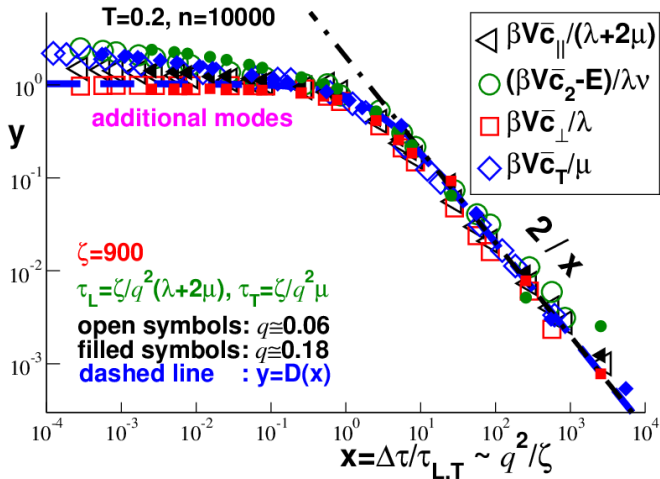 T=0.2, n=10000
βVc̄||/(λ+2μ)
(βVc̄₂-E)/λν
βVc̄⊥/λ
βVc̄T/μ
10⁰
10⁻¹
10⁻²
10⁻³
y
additional modes
2/x
ζ=900
τL=ζ/q²(λ+2μ), τT=ζ/q²μ
open symbols: q≅0.06
filled symbols: q≅0.18
dashed line : y=D(x)
10⁻⁴ 10⁻³ 10⁻² 10⁻¹ 10⁰ 10¹ 10² 10³ 10⁴
x=Δτ/τL,T ~ q²/ζ